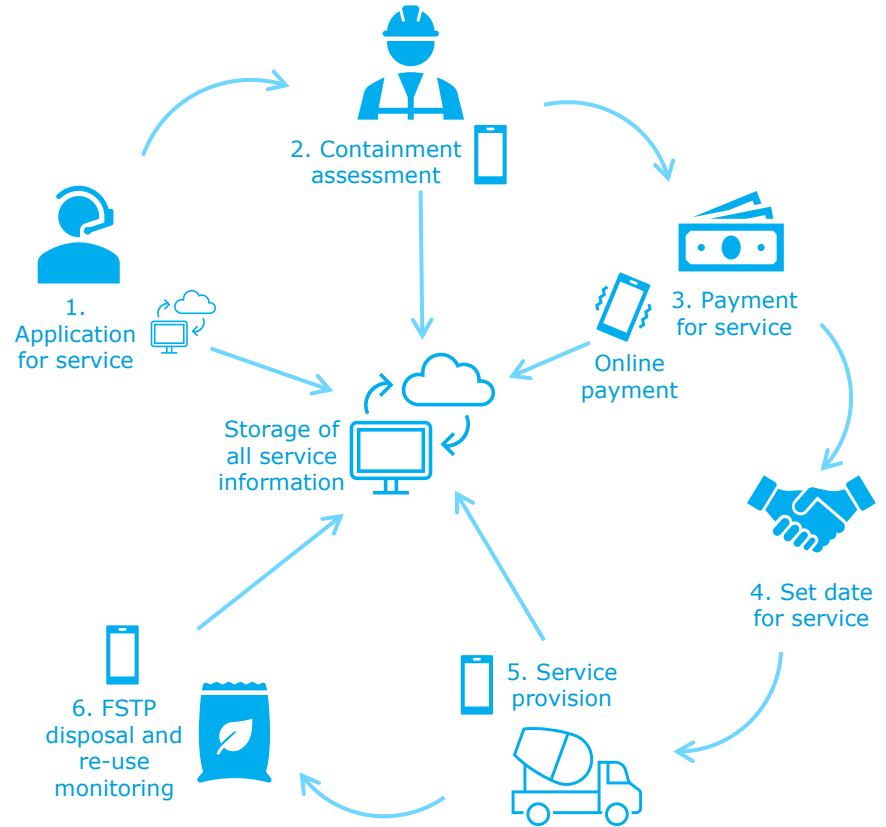 2. Containment
assessment
1.
Application
for service
3. Payment
for service
Online
payment
Storage of
all service
information
4. Set date
for service
5. Service
provision
6. FSTP
disposal and
re-use
monitoring